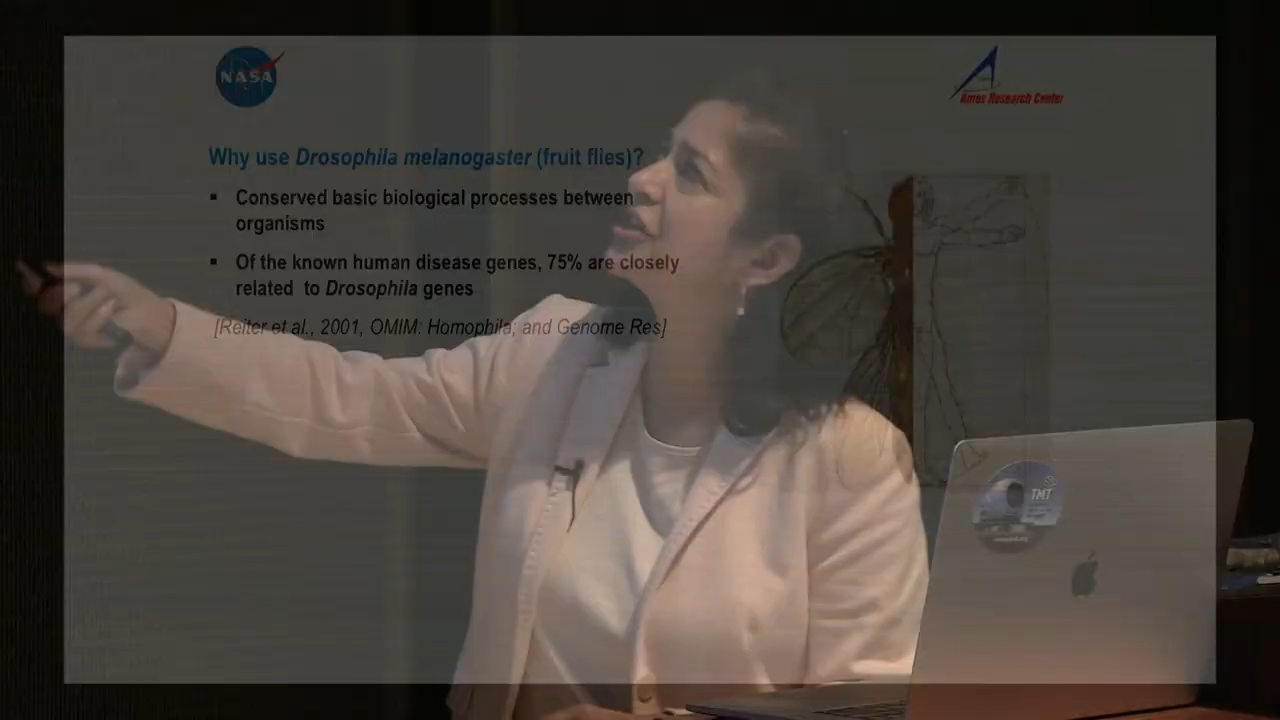 NASA
Ames Research Center
Why use Drosophila melanogaster (fruit flies)?
▪ Conserved basic biological processes between
organisms
▪ Of the known human disease genes, 75% are closely
related to Drosophila genes
[Reiter et al., 2001, OMIM: Homophila; and Genome Res]
TMT